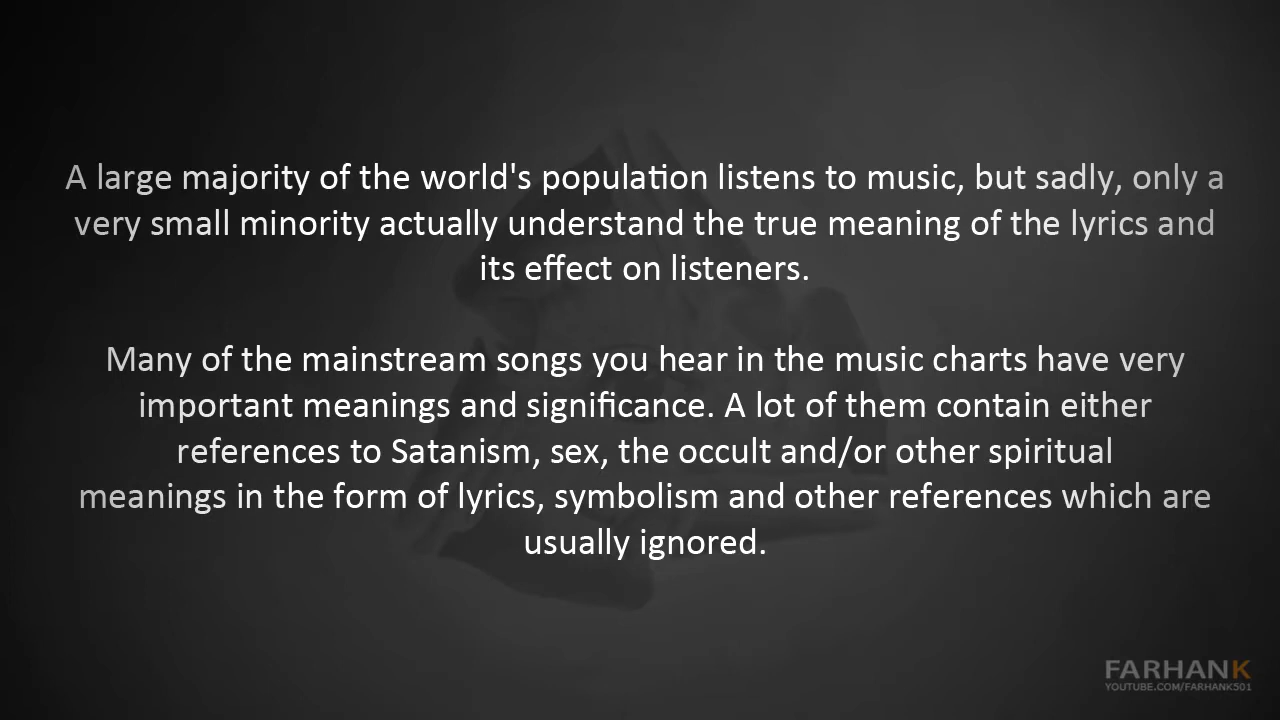 A large majority of the world's population listens to music, but sadly, only a
very small minority actually understand the true meaning of the lyrics and
its effect on listeners.
Many of the mainstream songs you hear in the music charts have very
important meanings and significance. A lot of them contain either
references to Satanism, sex, the occult and/or other spiritual
meanings in the form of lyrics, symbolism and other references which are
usually ignored.
FARHANK
YOUTUBE.COM/FARHANK501